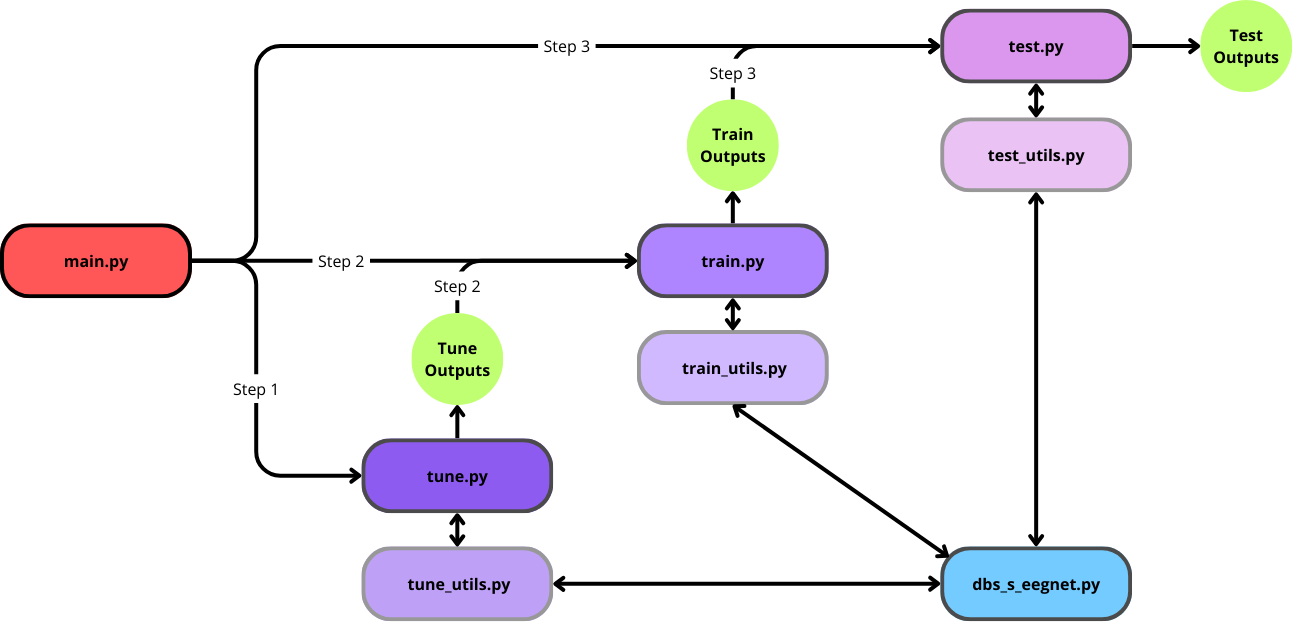 Step 3
test.py
Test
Outputs
Step 3
Train
Outputs
test_utils.py
main.py
Step 2
train.py
Step 2
Tune
Outputs
train_utils.py
Step 1
tune.py
tune_utils.py
dbs_s_eegnet.py